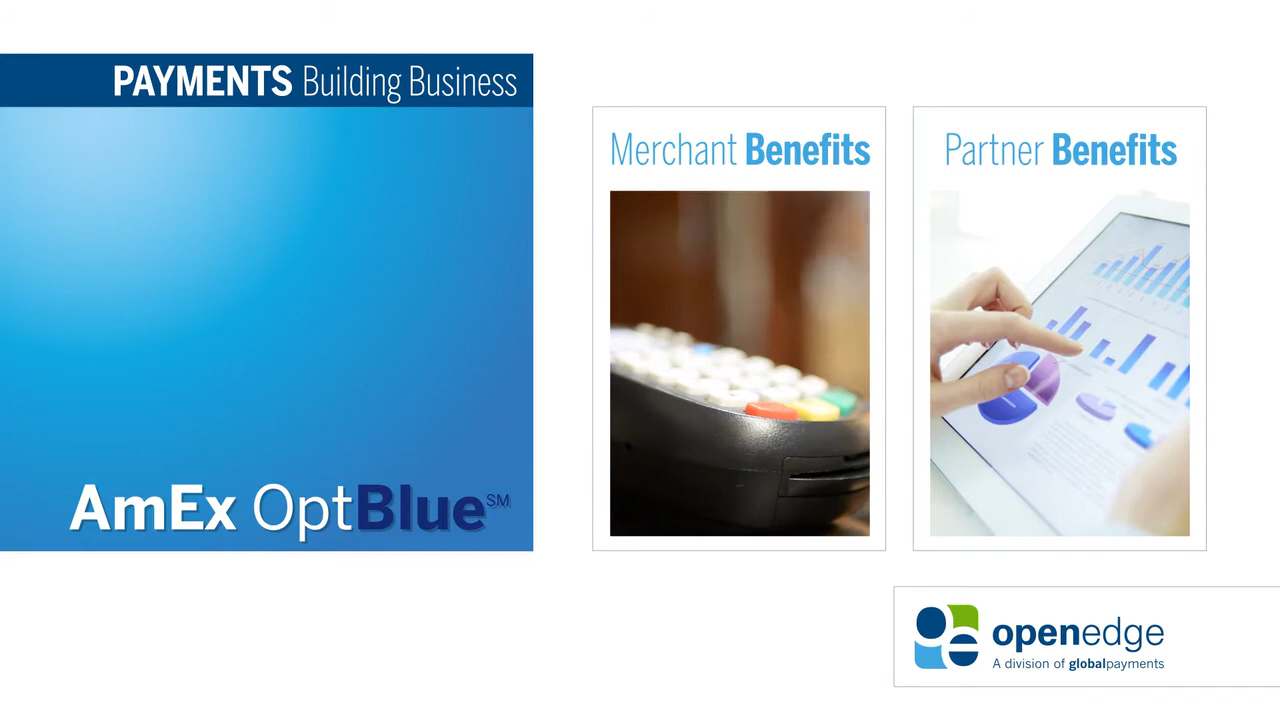 PAYMENTS Building Business
AmEx OptBlue℠
Merchant Benefits
Partner Benefits
openedge
A division of globalpayments